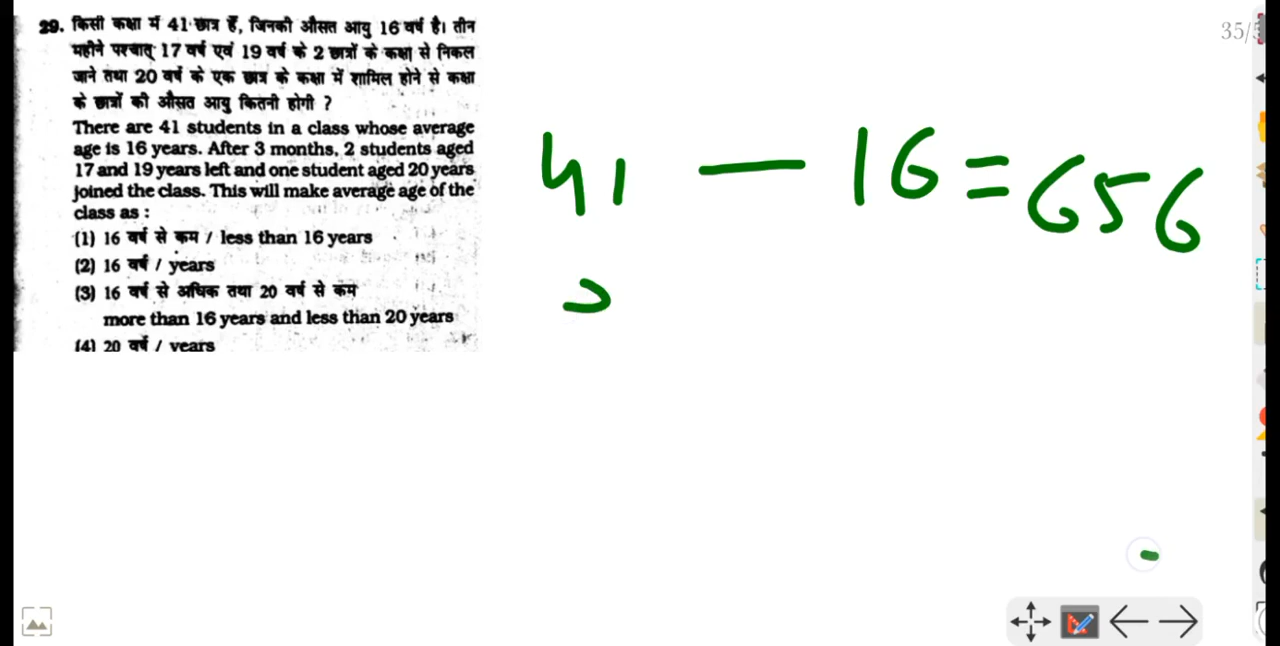 29. किसी कक्षा में 41 छात्र हैं, जिनकी औसत आयु 16 वर्ष है। तीन
महीने पश्चात् 17 वर्ष एवं 19 वर्ष के 2 छात्रों के कक्षा से निकल
जाने तथा 20 वर्ष के एक छात्र के कक्षा में शामिल होने से कक्षा
के छात्रों की औसत आयु कितनी होगी ?
There are 41 students in a class whose average
age is 16 years. After 3 months, 2 students aged
17 and 19 years left and one student aged 20 years
joined the class. This will make average age of the
class as :
(1) 16 वर्ष से कम / less than 16 years
(2) 16 वर्ष / years
(3) 16 वर्ष से अधिक तथा 20 वर्ष से कम
more than 16 years and less than 20 years
(4) 20 वर्ष / years
41 — 16 = 656
35/